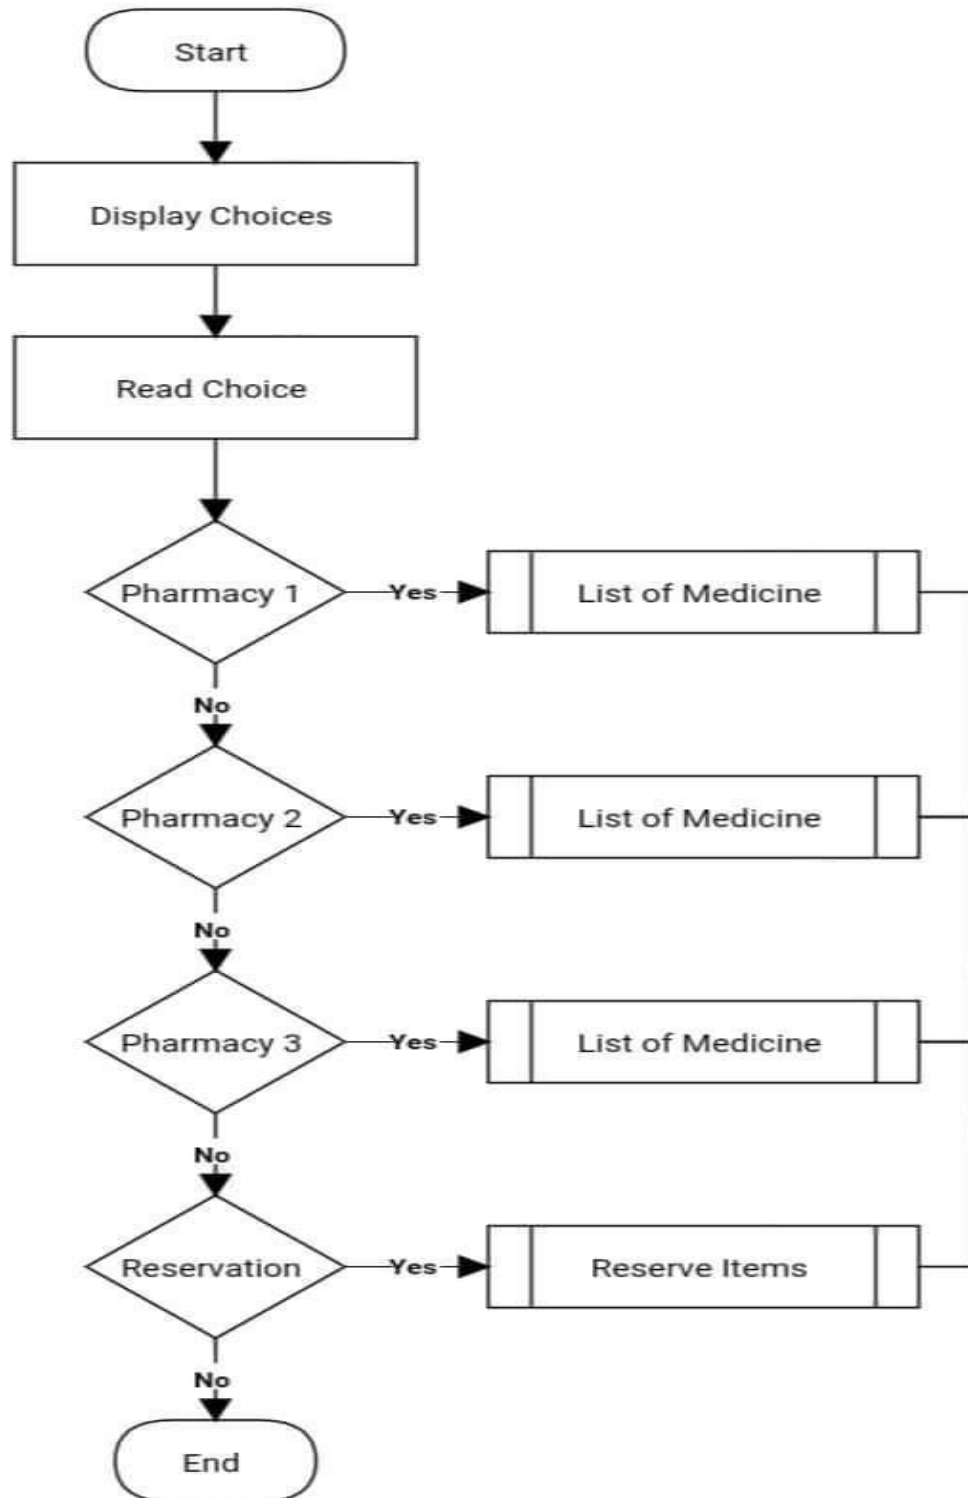 Start
Display Choices
Read Choice
Pharmacy 1
Yes
List of Medicine
No
Pharmacy 2
Yes
List of Medicine
No
Pharmacy 3
Yes
List of Medicine
No
Reservation
Yes
Reserve Items
No
End